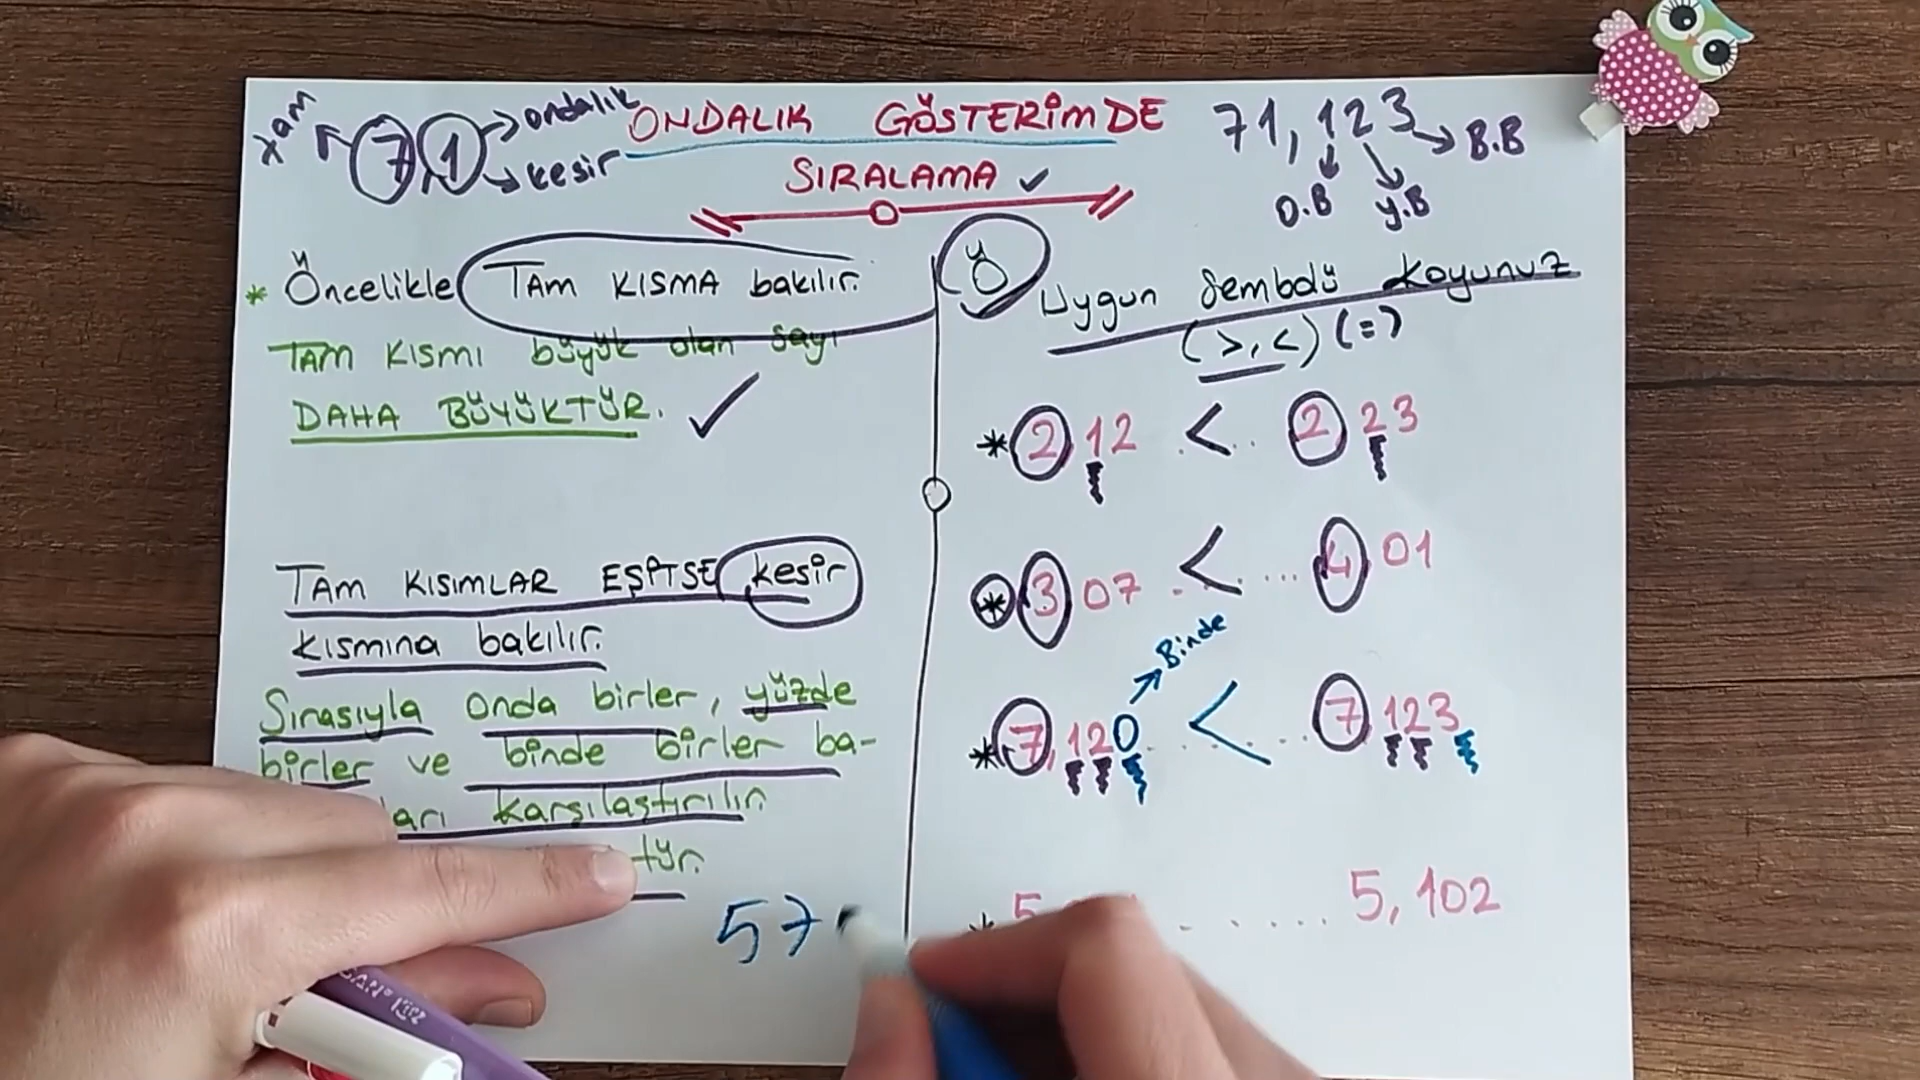 ONDALIK GÖSTERİMDE
SIRALAMA ✓
7,1
ondalık
kesir
71,123
B.B
O.B
y.B
* Öncelikle TAM KISMA bakılır.
TAM KISMI büyük olan sayı
DAHA BÜYÜKTÜR.
TAM KISIMLAR EŞİTSE kesir
kısmına bakılır.
Sırasıyla onda birler, yüzde
birler ve binde birler ba-
karşılaştırılır.
tür.
57
Ö
Uygun Sembolü Koyunuz
(>,<) (=)
* 2,12 < 2,23
* 3,07 < 4,01
Binde
* 7,120 < 7,123
* 5 ...... 5,102